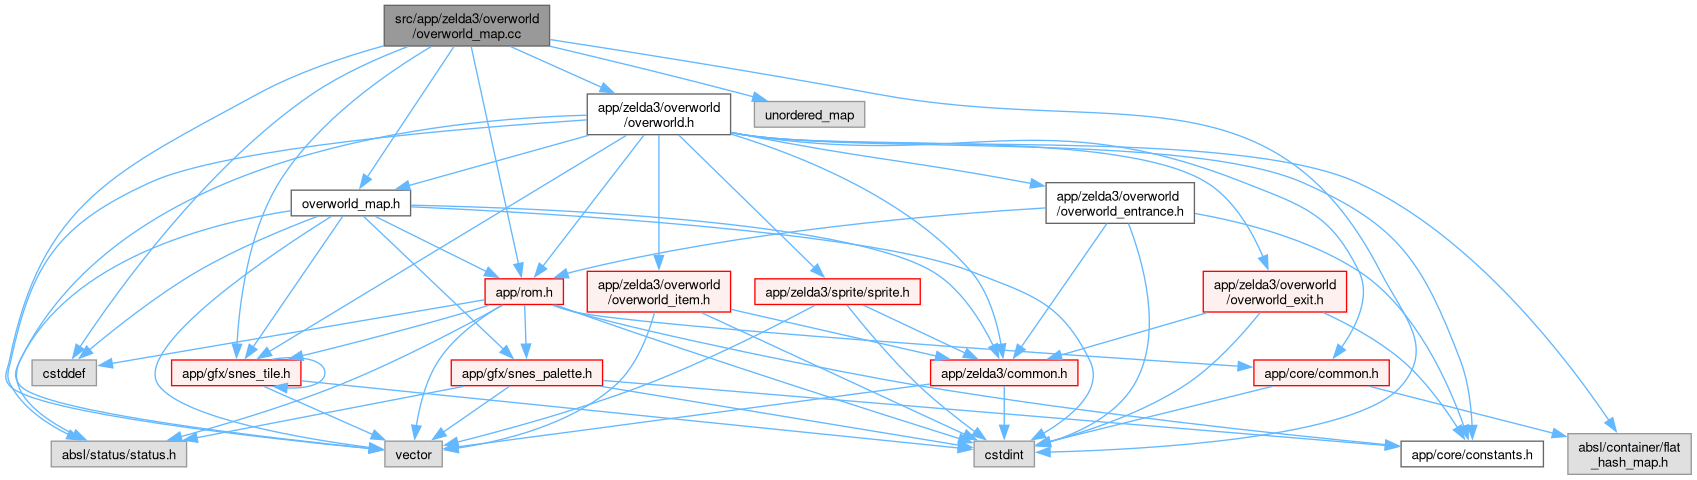 src/app/zelda3/overworld
/overworld_map.cc
app/zelda3/overworld
/overworld.h
unordered_map
overworld_map.h
app/zelda3/overworld
/overworld_entrance.h
app/rom.h
app/zelda3/overworld
/overworld_item.h
app/zelda3/sprite/sprite.h
app/zelda3/overworld
/overworld_exit.h
cstddef
app/gfx/snes_tile.h
app/gfx/snes_palette.h
app/zelda3/common.h
app/core/common.h
absl/status/status.h
vector
cstdint
app/core/constants.h
absl/container/flat
_hash_map.h